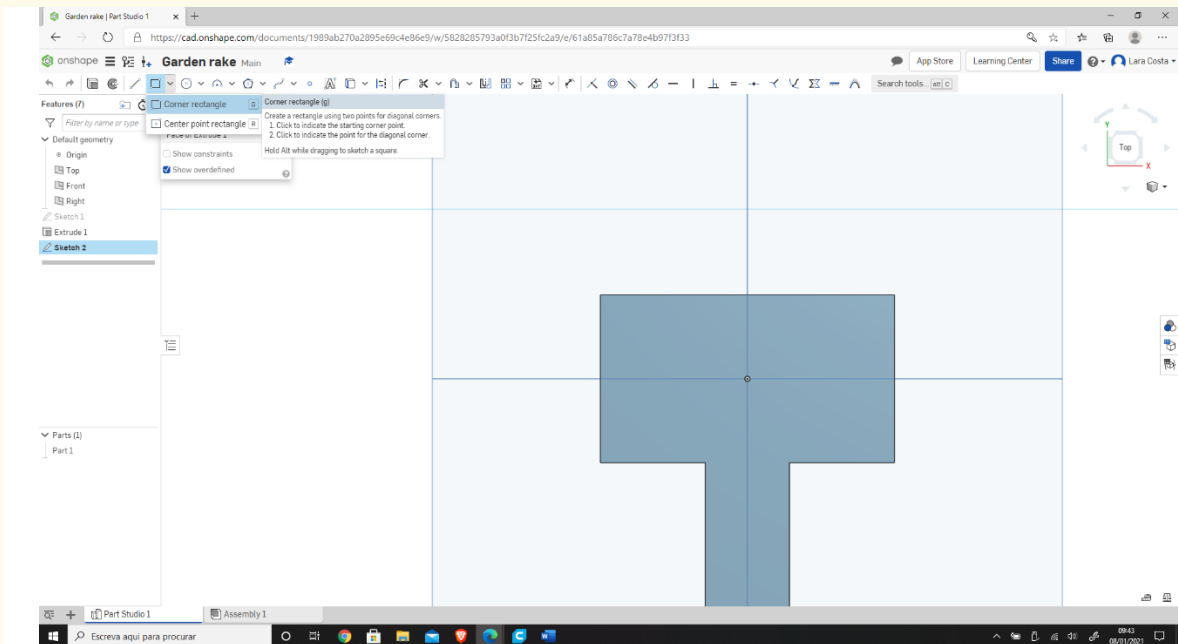 Garden rake | Part Studio 1
https://cad.onshape.com/documents/1989ab270a2895e69c4e86e9/w/5828285793a0f3b7f25fc2a9/e/61a85a786c7a78e4b97f3f33
onshape Garden rake Main App Store Learning Center Share Lara Costa
Search tools... alt C
Features (7)
Corner rectangle G
Corner rectangle (g)
Filter by name or type
Create a rectangle using two points for diagonal corners.
1. Click to indicate the starting corner point.
2. Click to indicate the point for the diagonal corner.
Center point rectangle R
Hold Alt while dragging to sketch a square.
Default geometry
Face of Extrude 1
Origin
Show constraints
Top
Show overdefined
Front
Right
Sketch 1
Extrude 1
Sketch 2
Y
Top
X
Parts (1)
Part 1
Part Studio 1 Assembly 1
Escreva aqui para procurar
09:43
08/01/2021